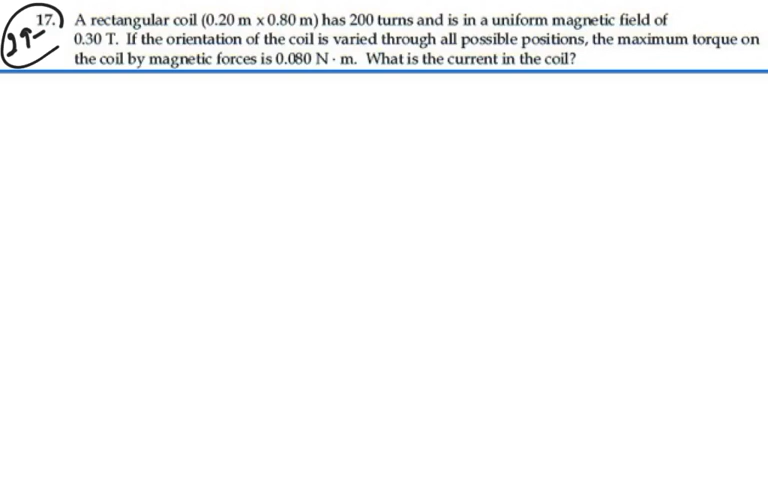 17. A rectangular coil (0.20 m x 0.80 m) has 200 turns and is in a uniform magnetic field of
29- 0.30 T. If the orientation of the coil is varied through all possible positions, the maximum torque on
the coil by magnetic forces is 0.080 N · m. What is the current in the coil?